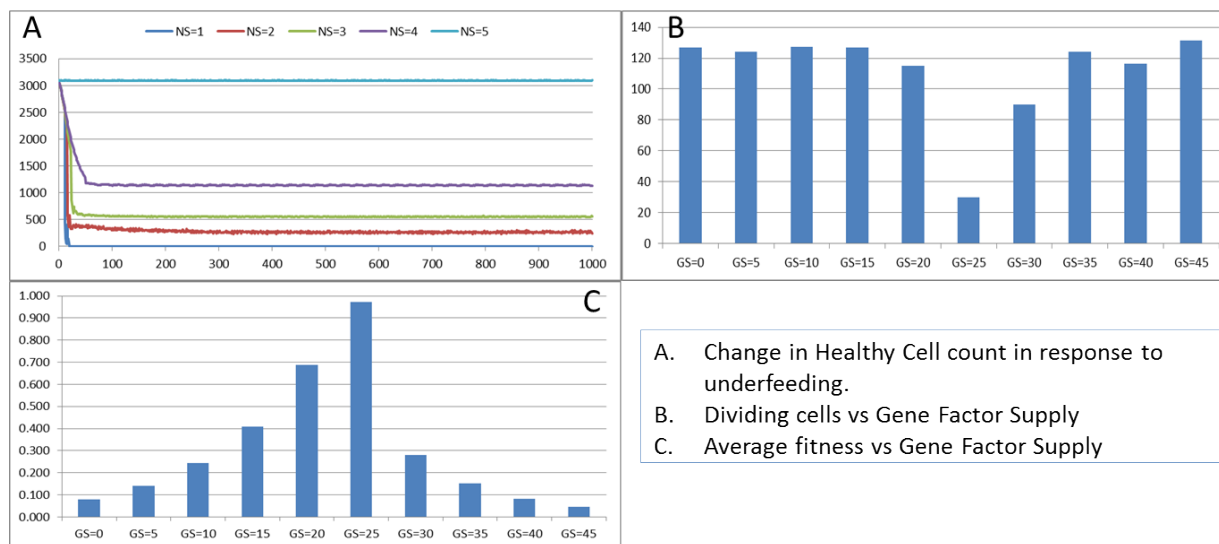 A
NS=1 NS=2 NS=3 NS=4 NS=5
3500
3000
2500
2000
1500
1000
500
0
0 100 200 300 400 500 600 700 800 900 1000
B
140
120
100
80
60
40
20
0
GS=0 GS=5 GS=10 GS=15 GS=20 GS=25 GS=30 GS=35 GS=40 GS=45
C
1.000
0.900
0.800
0.700
0.600
0.500
0.400
0.300
0.200
0.100
0.000
GS=0 GS=5 GS=10 GS=15 GS=20 GS=25 GS=30 GS=35 GS=40 GS=45
A. Change in Healthy Cell count in response to
underfeeding.
B. Dividing cells vs Gene Factor Supply
C. Average fitness vs Gene Factor Supply